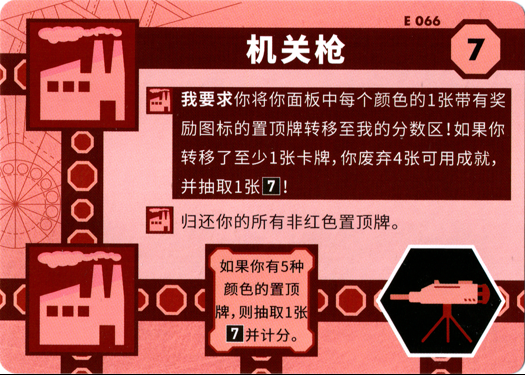 E 066
机关枪
7
我要求你将你面板中每个颜色的1张带有奖
励图标的置顶牌转移至我的分数区！如果你
转移了至少1张卡牌，你废弃4张可用成就，
并抽取1张7！
归还你的所有非红色置顶牌。
如果你有5种
颜色的置顶
牌，则抽取1张
7并计分。